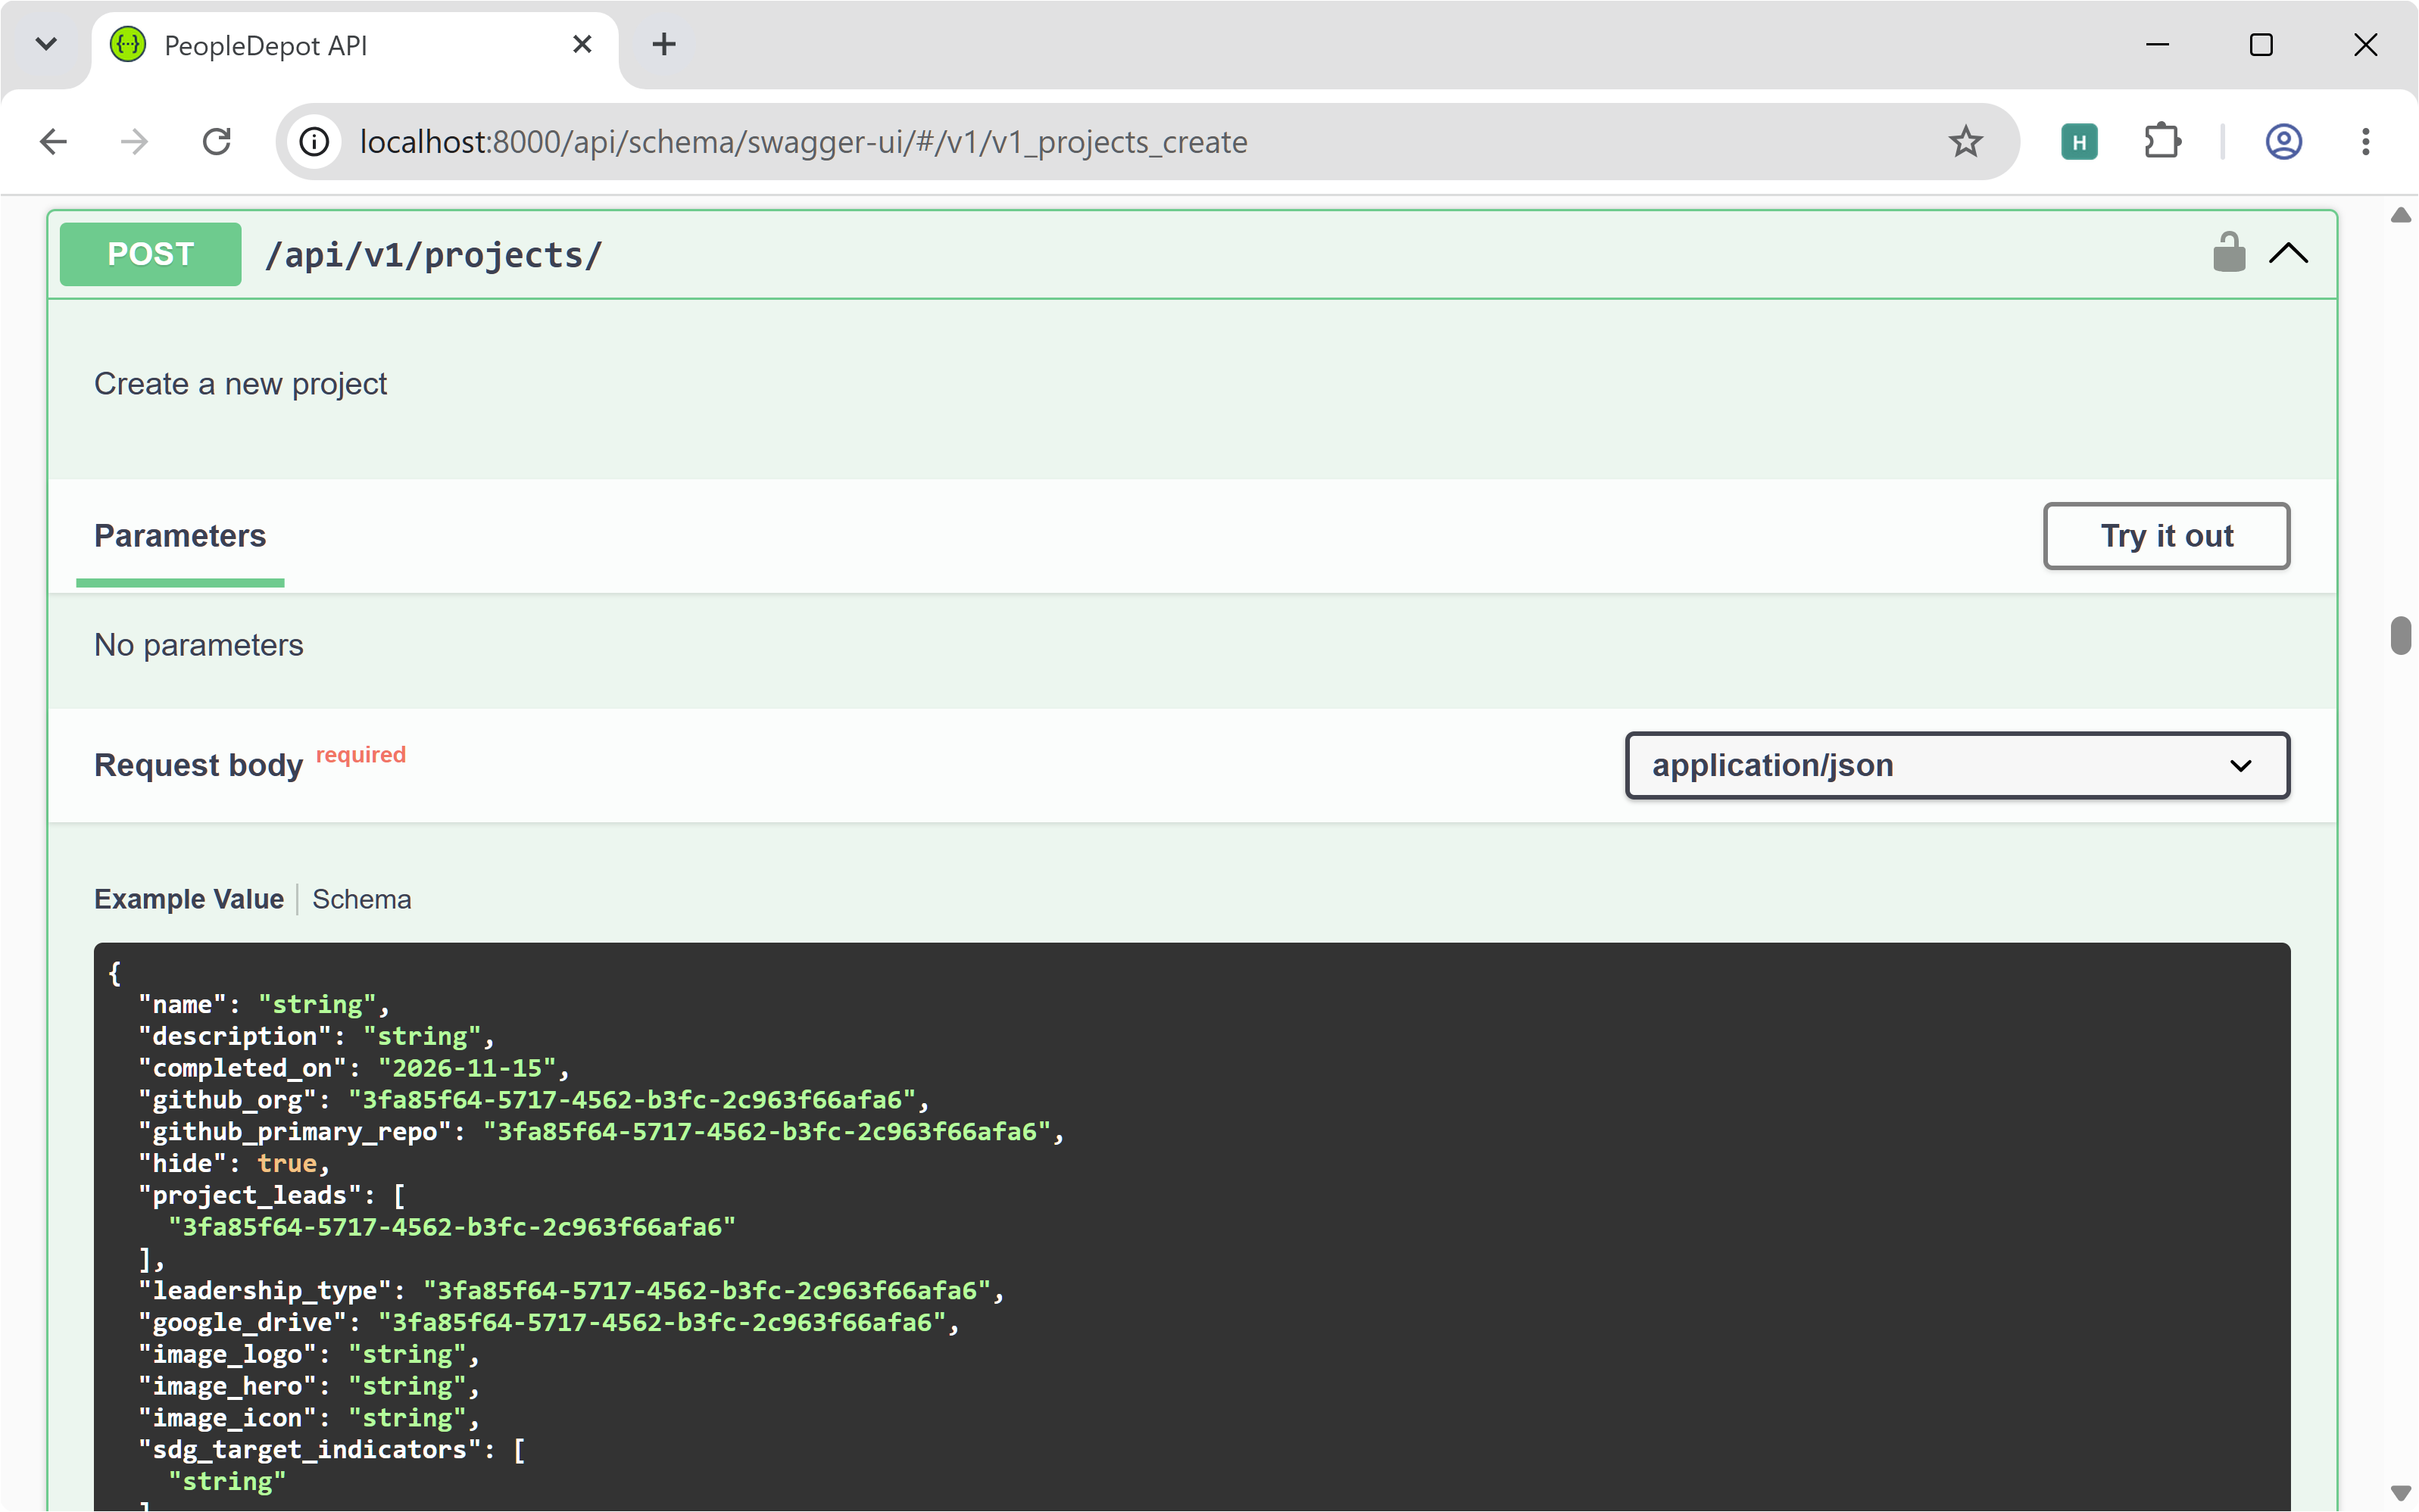 PeopleDepot API
localhost:8000/api/schema/swagger-ui/#/v1/v1_projects_create
H
POST /api/v1/projects/
Create a new project
Parameters
Try it out
No parameters
Request body required
application/json
Example Value | Schema
{
  "name": "string",
  "description": "string",
  "completed_on": "2026-11-15",
  "github_org": "3fa85f64-5717-4562-b3fc-2c963f66afa6",
  "github_primary_repo": "3fa85f64-5717-4562-b3fc-2c963f66afa6",
  "hide": true,
  "project_leads": [
    "3fa85f64-5717-4562-b3fc-2c963f66afa6"
  ],
  "leadership_type": "3fa85f64-5717-4562-b3fc-2c963f66afa6",
  "google_drive": "3fa85f64-5717-4562-b3fc-2c963f66afa6",
  "image_logo": "string",
  "image_hero": "string",
  "image_icon": "string",
  "sdg_target_indicators": [
    "string"